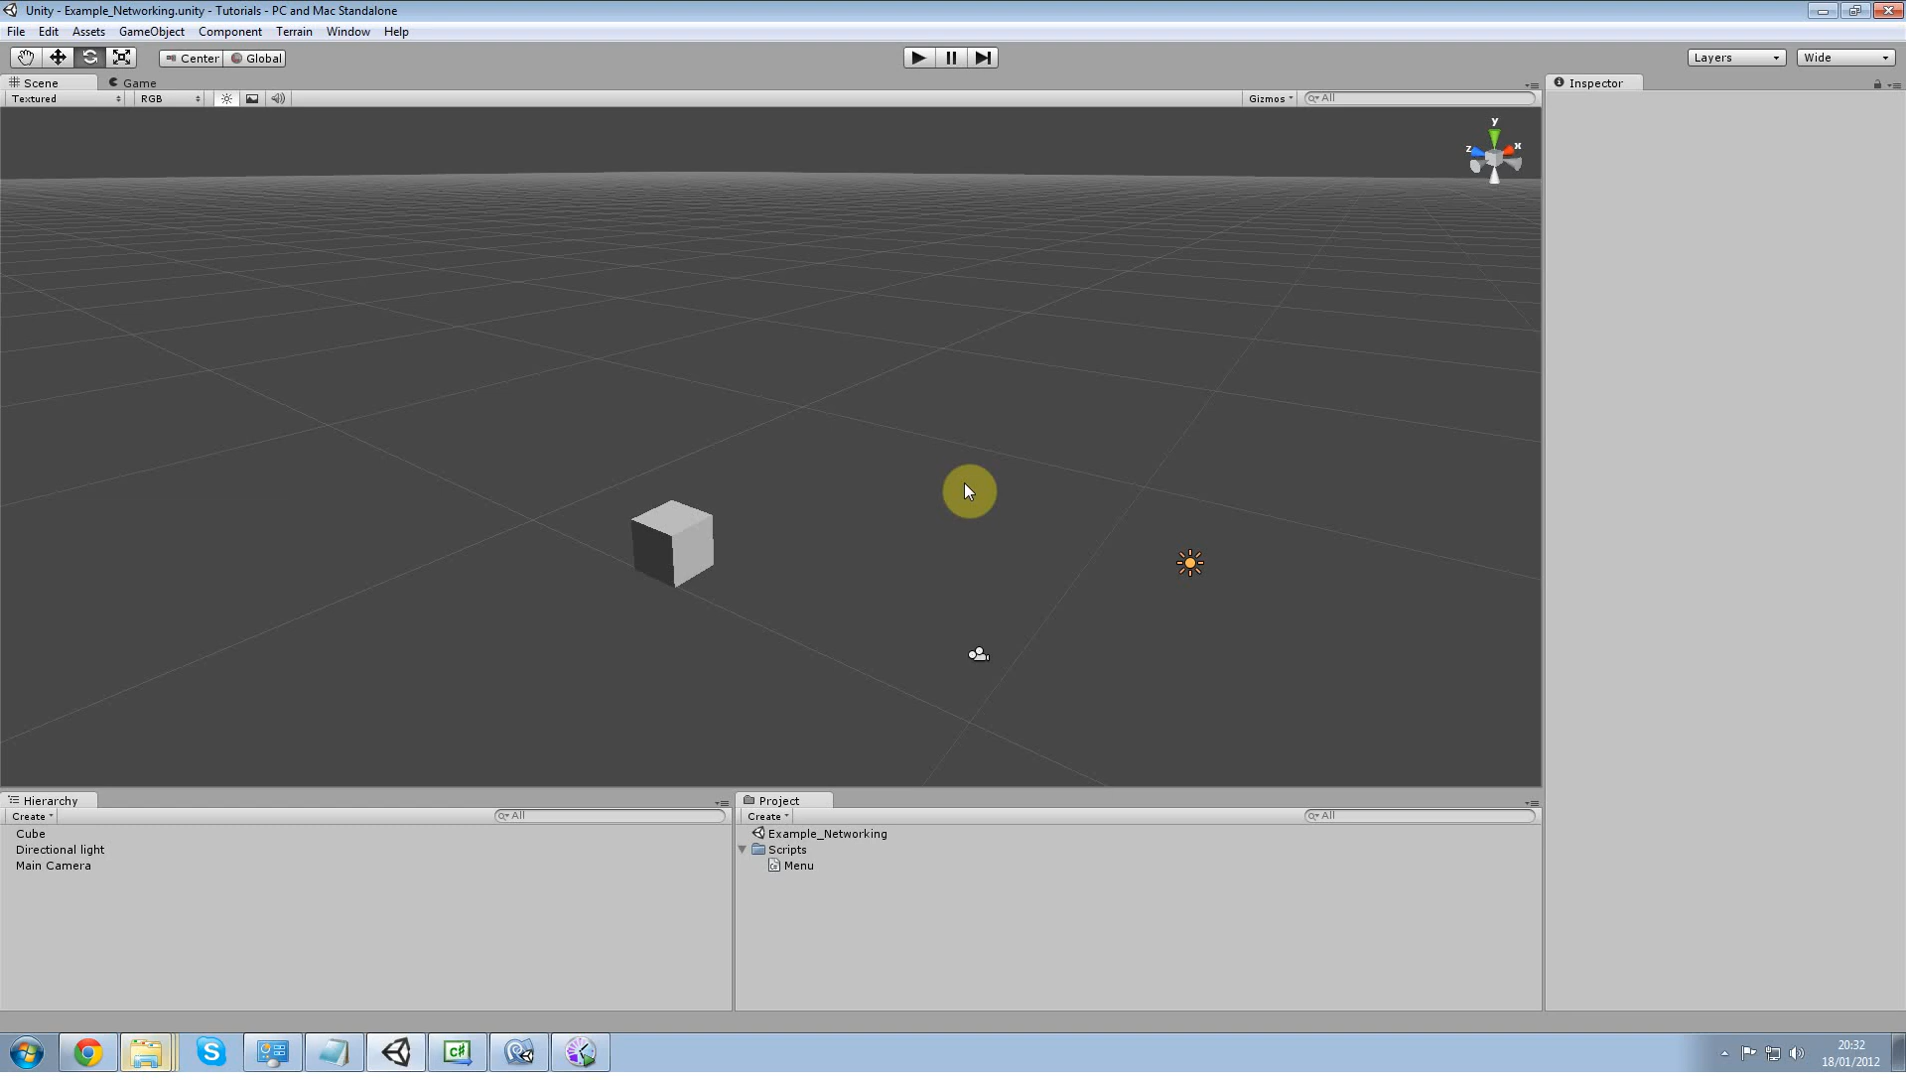 Unity - Example_Networking.unity - Tutorials - PC and Mac Standalone
File Edit Assets GameObject Component Terrain Window Help
Center Global Layers Wide
Scene Game Inspector
Textured RGB Gizmos All
y
z x
Hierarchy Project
Create All Create All
Cube Example_Networking
Directional light Scripts
Main Camera C# Menu
C#
20:32
18/01/2012